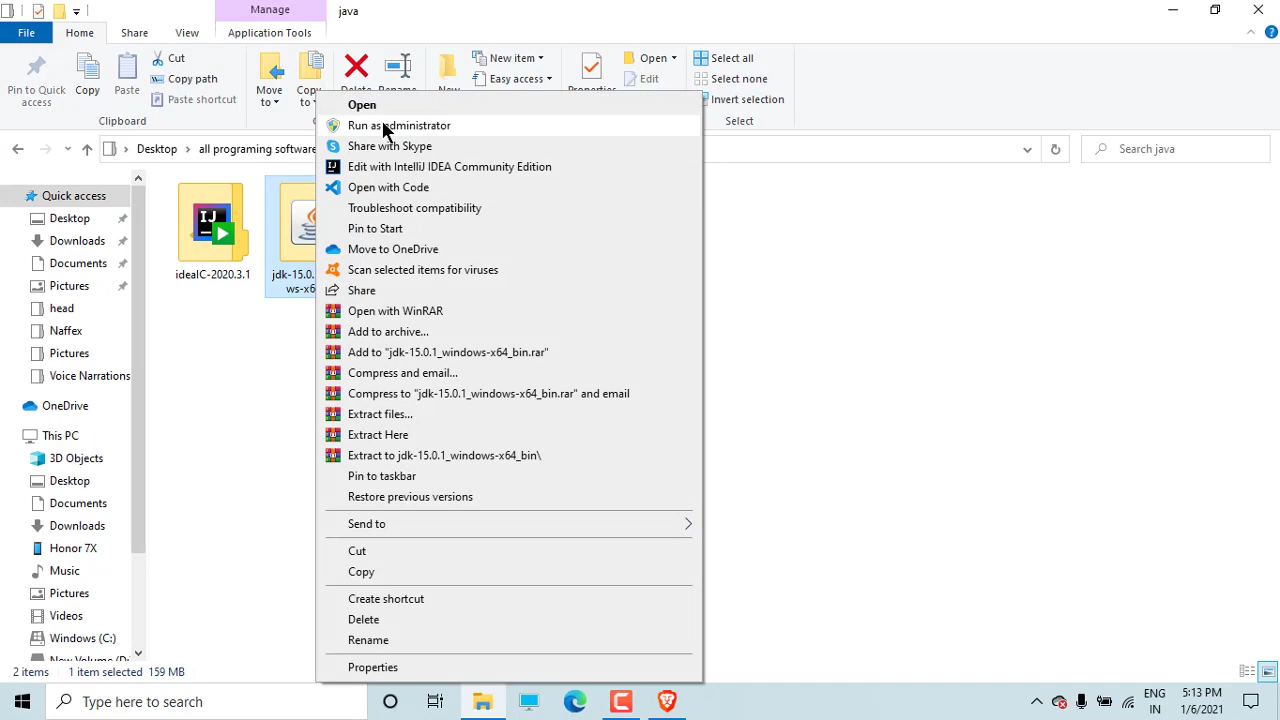 Manage
java
File
Home
Share
View
Application Tools
Pin to Quick access
Copy
Paste
Cut
Copy path
Paste shortcut
Clipboard
Move to
Copy to
New item
Easy access
Open
Edit
Select all
Select none
Invert selection
Select
Desktop
all programing software
Search java
Quick access
Desktop
Downloads
Documents
Pictures
head
Naffex
Pictures
Voice Narrations
OneDrive
This PC
3D Objects
Desktop
Documents
Downloads
Honor 7X
Music
Pictures
Videos
Windows (C:)
ideaIC-2020.3.1
jdk-15.0.
ws-x6
Open
Run as administrator
Share with Skype
Edit with IntelliJ IDEA Community Edition
Open with Code
Troubleshoot compatibility
Pin to Start
Move to OneDrive
Scan selected items for viruses
Share
Open with WinRAR
Add to archive...
Add to "jdk-15.0.1_windows-x64_bin.rar"
Compress and email...
Compress to "jdk-15.0.1_windows-x64_bin.rar" and email
Extract files...
Extract Here
Extract to jdk-15.0.1_windows-x64_bin\
Pin to taskbar
Restore previous versions
Send to
Cut
Copy
Create shortcut
Delete
Rename
Properties
2 items
1 item selected 159 MB
Type here to search
ENG
IN
5:13 PM
1/6/2021